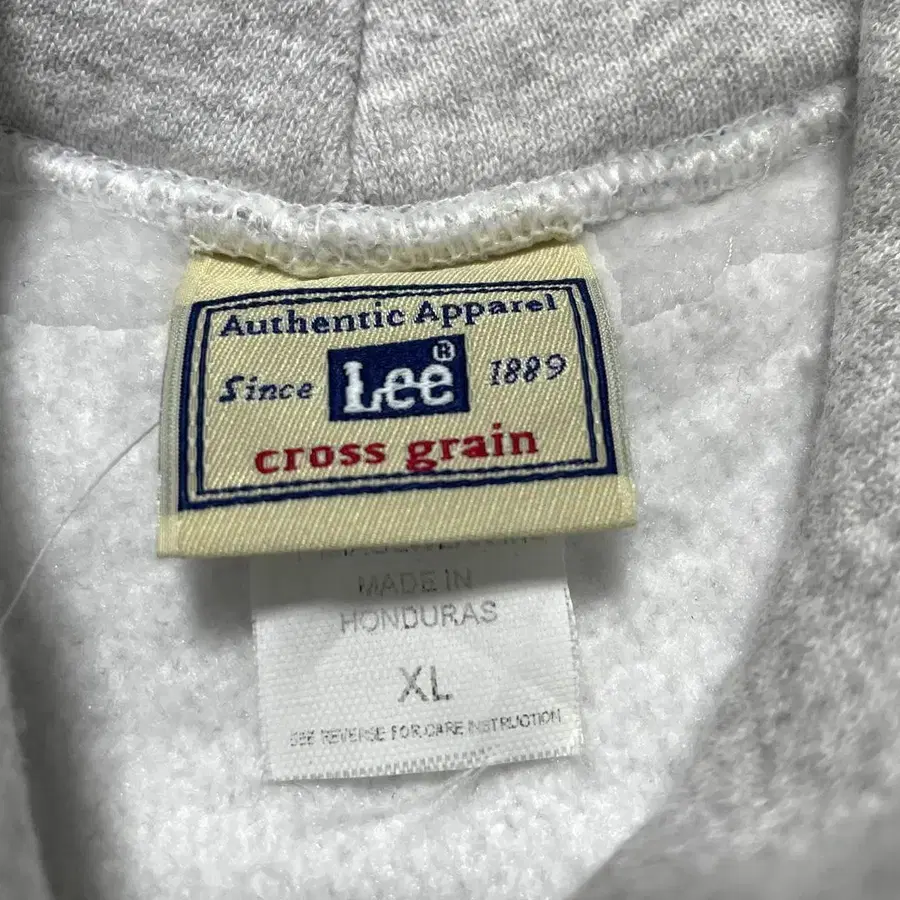 Authentic Apparel
Since Lee® 1889
cross grain
MADE IN
HONDURAS
XL
SEE REVERSE FOR CARE INSTRUCTION